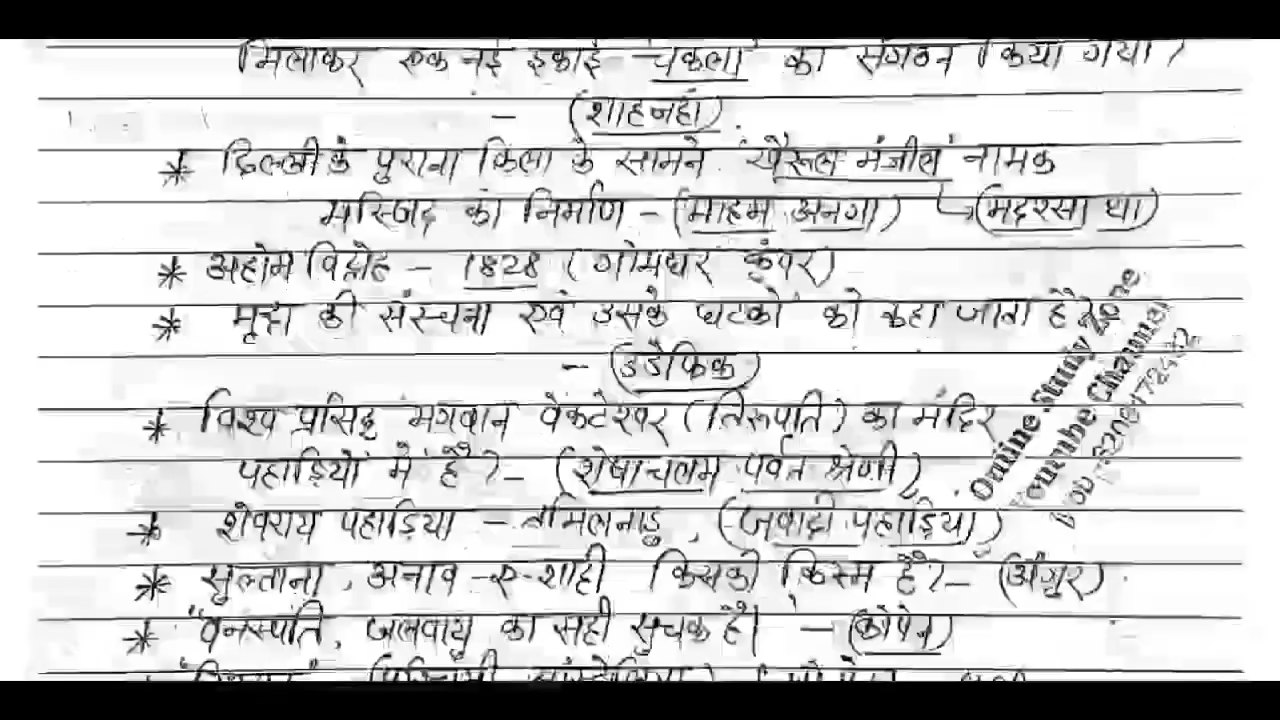 मिलाकर एक नई इकाई चकला का संगठन किया गया?
- (शाहजहाँ)
* दिल्ली के पुराना किला के सामने खैरूल मंजील नामक
मस्जिद का निर्माण - (माहम अनगा) ↳ (मदरसा था)
* अहोम विद्रोह - 1828 (गोमधर कुंवर)
* मृदा की संरचना एवं उसके घटकों को कहा जाता है?
- (उडैफिक)
* विश्व प्रसिद्ध भगवान वेंकटेश्वर (तिरूपति) का मंदिर
पहाड़ियों में है? - (शेषाचलम पर्वत श्रेणी)
* शेवराय पहाड़िया - तमिलनाडु, (जवादी पहाड़िया)
* सुल्ताना, अनाव-ए-शाही किसकी किस्म है? - (अंगुर)
* "वनस्पति, जलवायु का सही सुचक है। - (कोपेन)
Online Study Zone
Youtube Channel